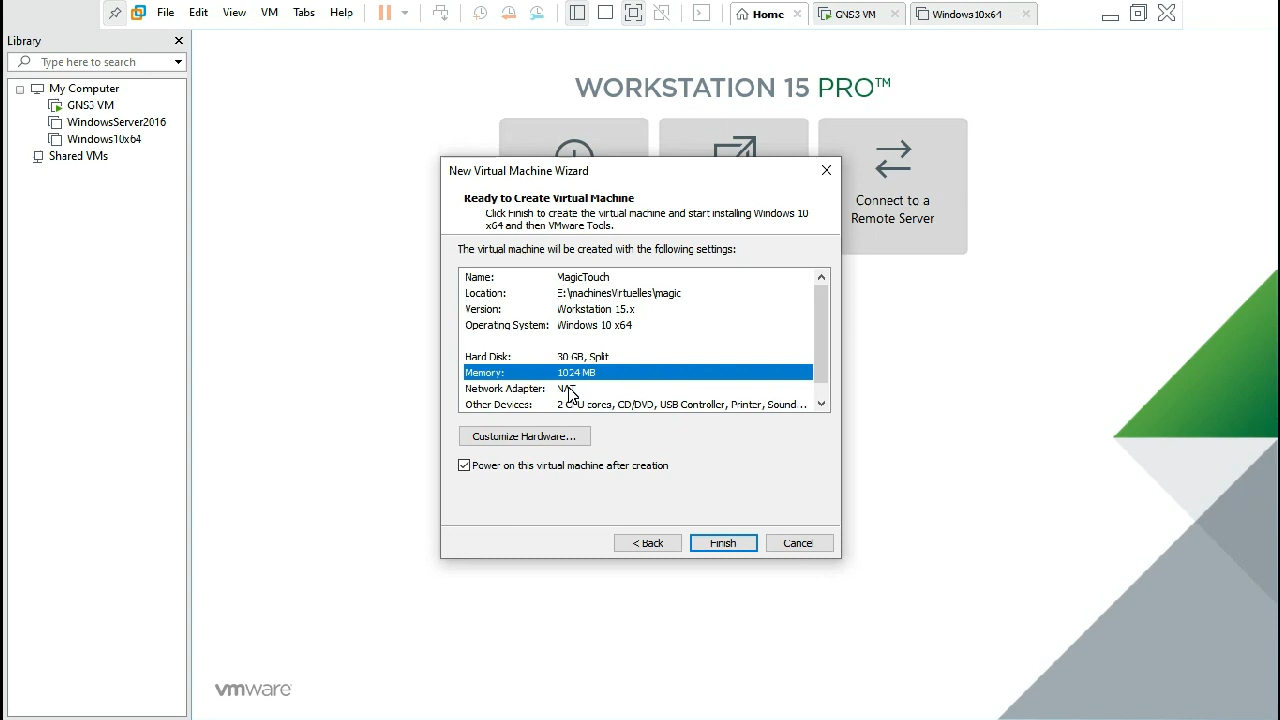 File Edit View VM Tabs Help
Home
GNS3 VM
Windows10x64
Library
Type here to search
My Computer
GNS3 VM
WindowsServer2016
Windows10x64
Shared VMs
WORKSTATION 15 PRO™
Connect to a
Remote Server
New Virtual Machine Wizard
Ready to Create Virtual Machine
Click Finish to create the virtual machine and start installing Windows 10
x64 and then VMware Tools.
The virtual machine will be created with the following settings:
Name: MagicTouch
Location: E:\machinesVirtuelles\magic
Version: Workstation 15.x
Operating System: Windows 10 x64
Hard Disk: 30 GB, Split
Memory: 1024 MB
Network Adapter: NAT
Other Devices: 2 CPU cores, CD/DVD, USB Controller, Printer, Sound...
Customize Hardware...
Power on this virtual machine after creation
< Back
Finish
Cancel
vmware